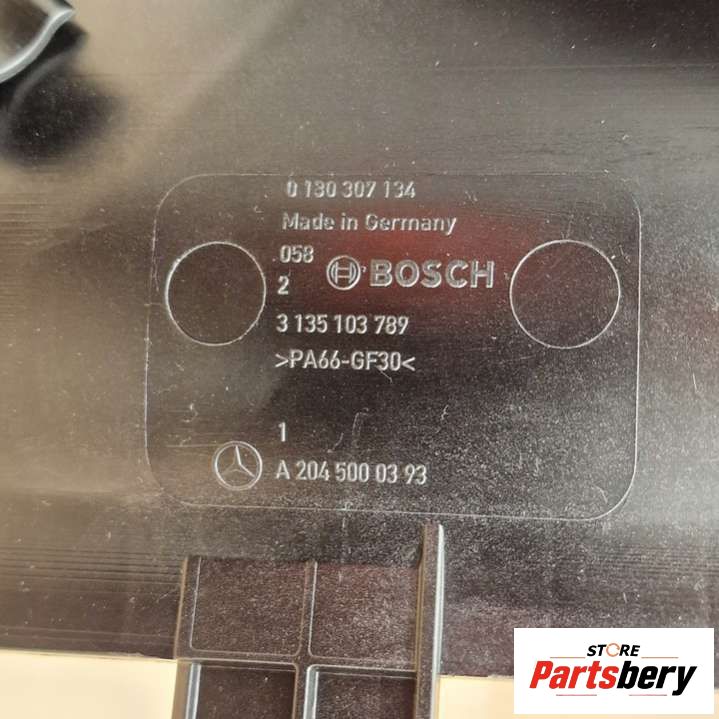 0 130 307 134
Made in Germany
058
2
BOSCH
3 135 103 789
>PA66-GF30<
1
A 204 500 03 93
STORE
Partsbery